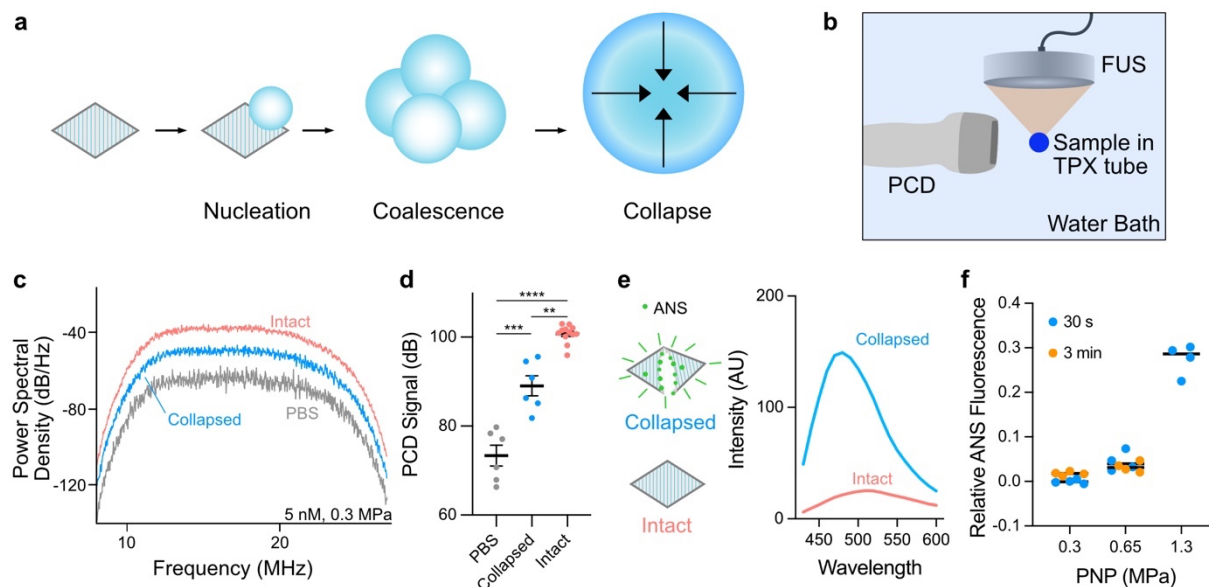 a
Nucleation
Coalescence
Collapse
b
FUS
PCD
Sample in
TPX tube
Water Bath
c
Power Spectral
Density (dB/Hz)
-40
-80
-120
Intact
Collapsed
PBS
5 nM, 0.3 MPa
10
20
Frequency (MHz)
d
PCD Signal (dB)
100
80
60
****
***
**
PBS
Collapsed
Intact
e
ANS
Collapsed
Intact
Intensity (AU)
200
100
0
Collapsed
Intact
450
500
550
600
Wavelength
f
Relative ANS Fluorescence
0.4
0.3
0.2
0.1
0.0
-0.1
30 s
3 min
0.3
0.65
1.3
PNP (MPa)